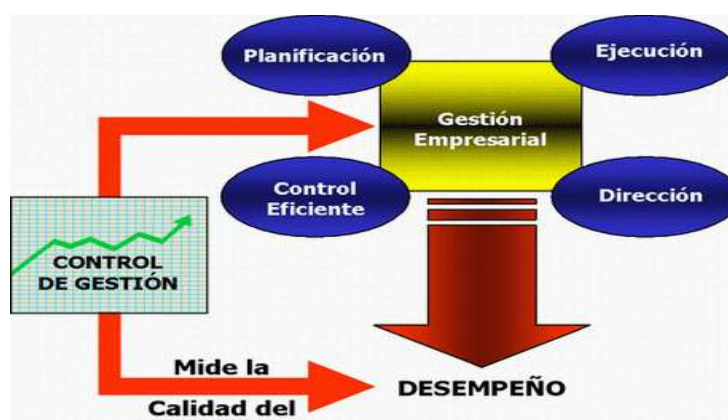 Planificación
Ejecución
Gestión
Empresarial
Control
Eficiente
Dirección
CONTROL
DE GESTIÓN
Mide la
Calidad del
DESEMPEÑO